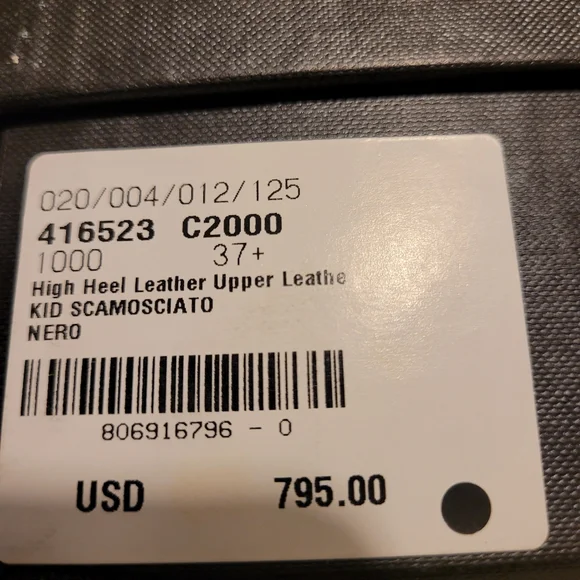 020/004/012/125
416523 C2000
1000 37+
High Heel Leather Upper Leathe
KID SCAMOSCIATO
NERO
806916796 - 0
USD 795.00